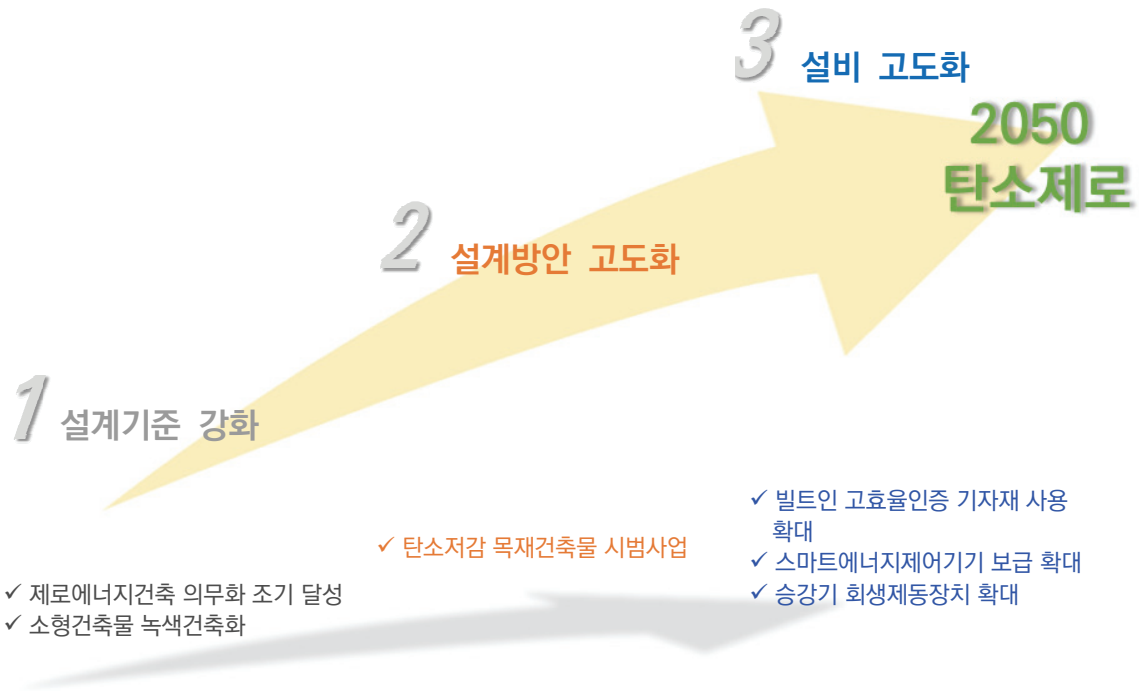 3 설비 고도화
2050
탄소제로
2 설계방안 고도화
1 설계기준 강화
✓ 제로에너지건축 의무화 조기 달성
✓ 소형건축물 녹색건축화
✓ 탄소저감 목재건축물 시범사업
✓ 빌트인 고효율인증 기자재 사용
확대
✓ 스마트에너지제어기기 보급 확대
✓ 승강기 회생제동장치 확대